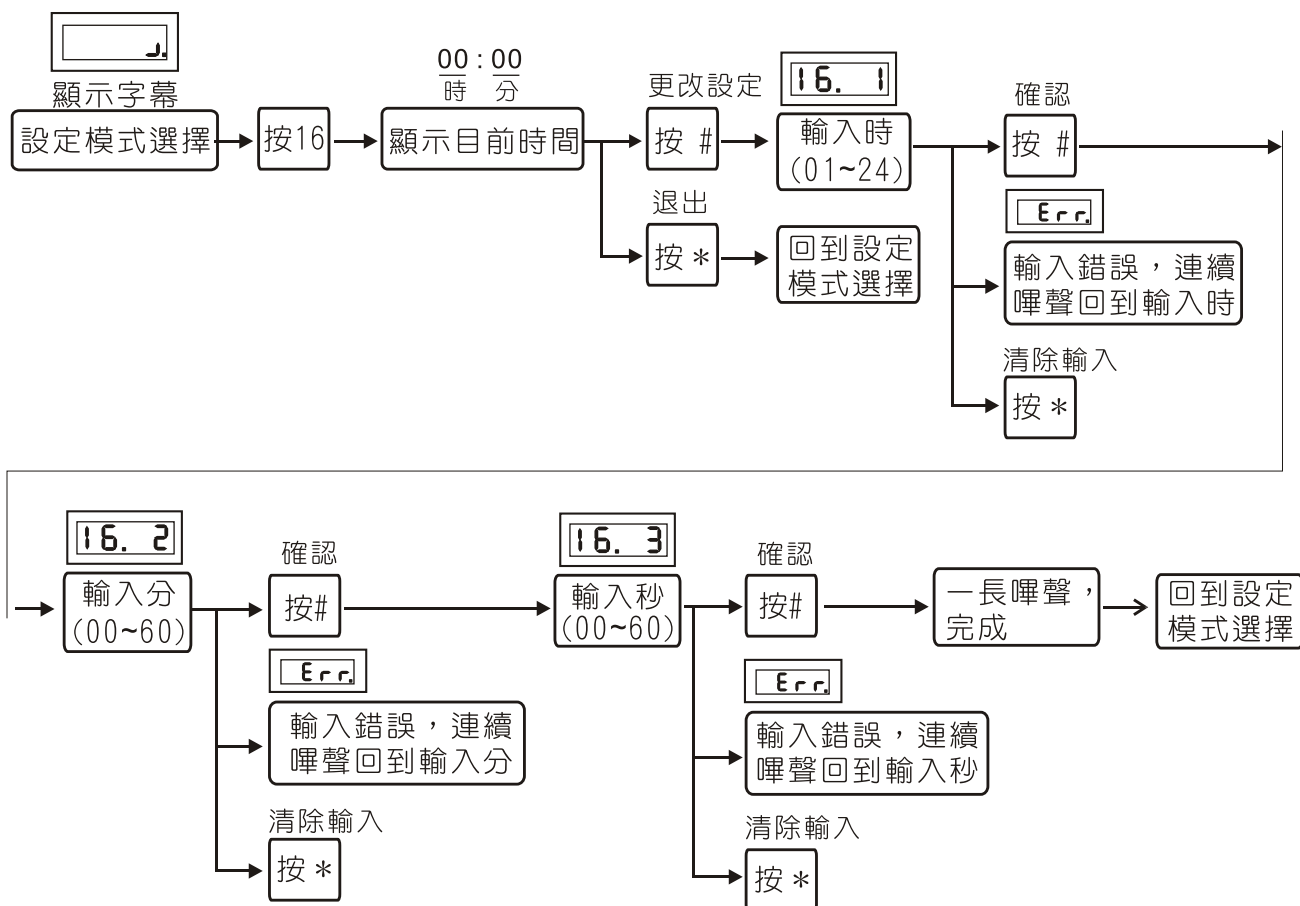 ┘.
顯示字幕
設定模式選擇
按16
00:00
時 分
顯示目前時間
更改設定
按 #
16. 1
輸入時
(01~24)
確認
按 #
Err.
輸入錯誤，連續
嗶聲回到輸入時
清除輸入
按 *
退出
按 *
回到設定
模式選擇
16. 2
輸入分
(00~60)
確認
按#
Err.
輸入錯誤，連續
嗶聲回到輸入分
清除輸入
按 *
16. 3
輸入秒
(00~60)
確認
按#
Err.
輸入錯誤，連續
嗶聲回到輸入秒
清除輸入
按 *
一長嗶聲，
完成
回到設定
模式選擇